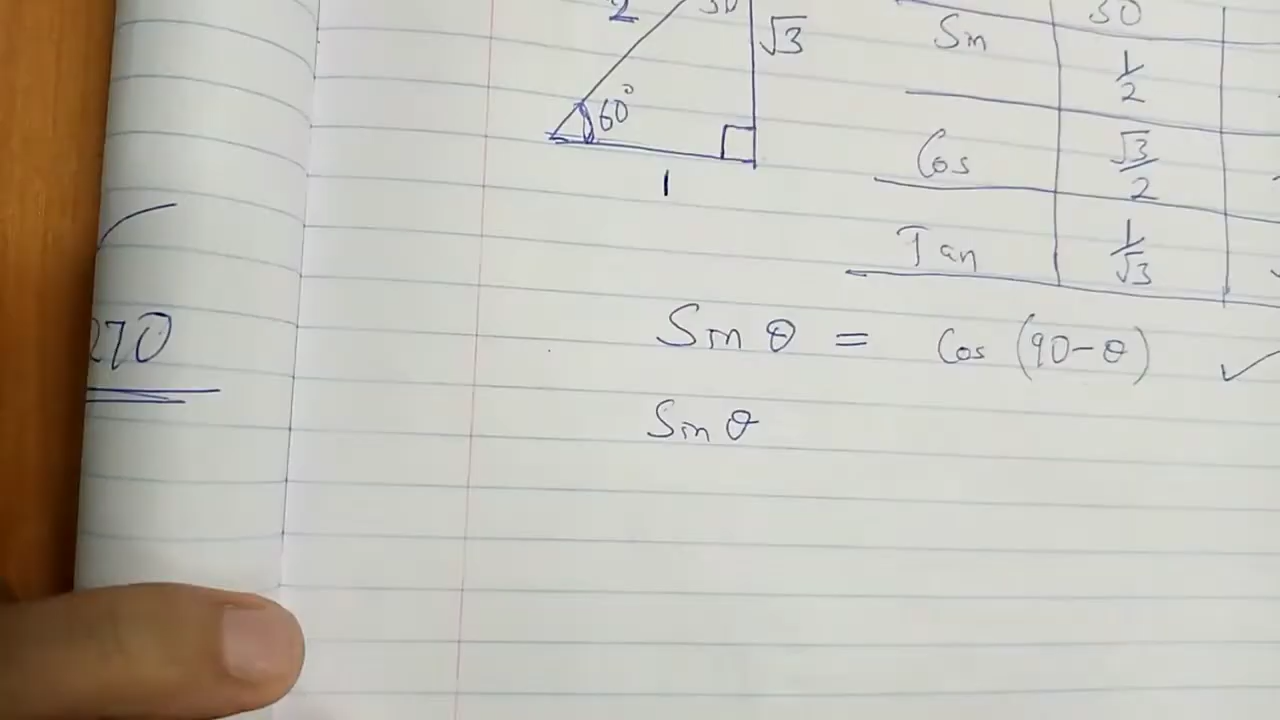 2
√3
60°
1
30
Sin
1/2
Cos
√3/2
Tan
1/√3
270
Sin θ = Cos (90-θ) ✓
Sin θ